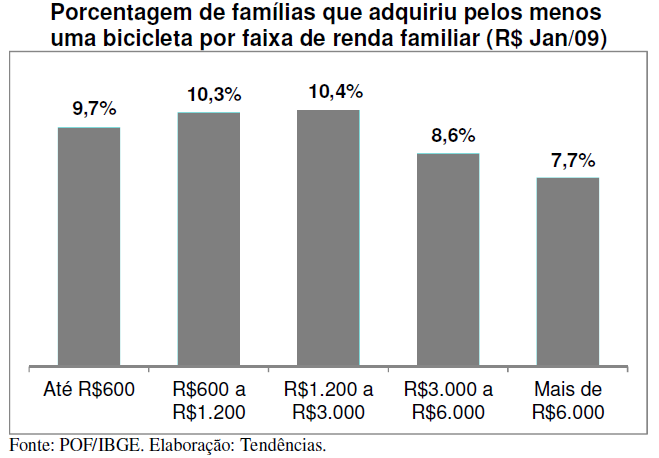 Porcentagem de famílias que adquiriu pelos menos
uma bicicleta por faixa de renda familiar (R$ Jan/09)
9,7%
10,3%
10,4%
8,6%
7,7%
Até R$600
R$600 a
R$1.200
R$1.200 a
R$3.000
R$3.000 a
R$6.000
Mais de
R$6.000
Fonte: POF/IBGE. Elaboração: Tendências.